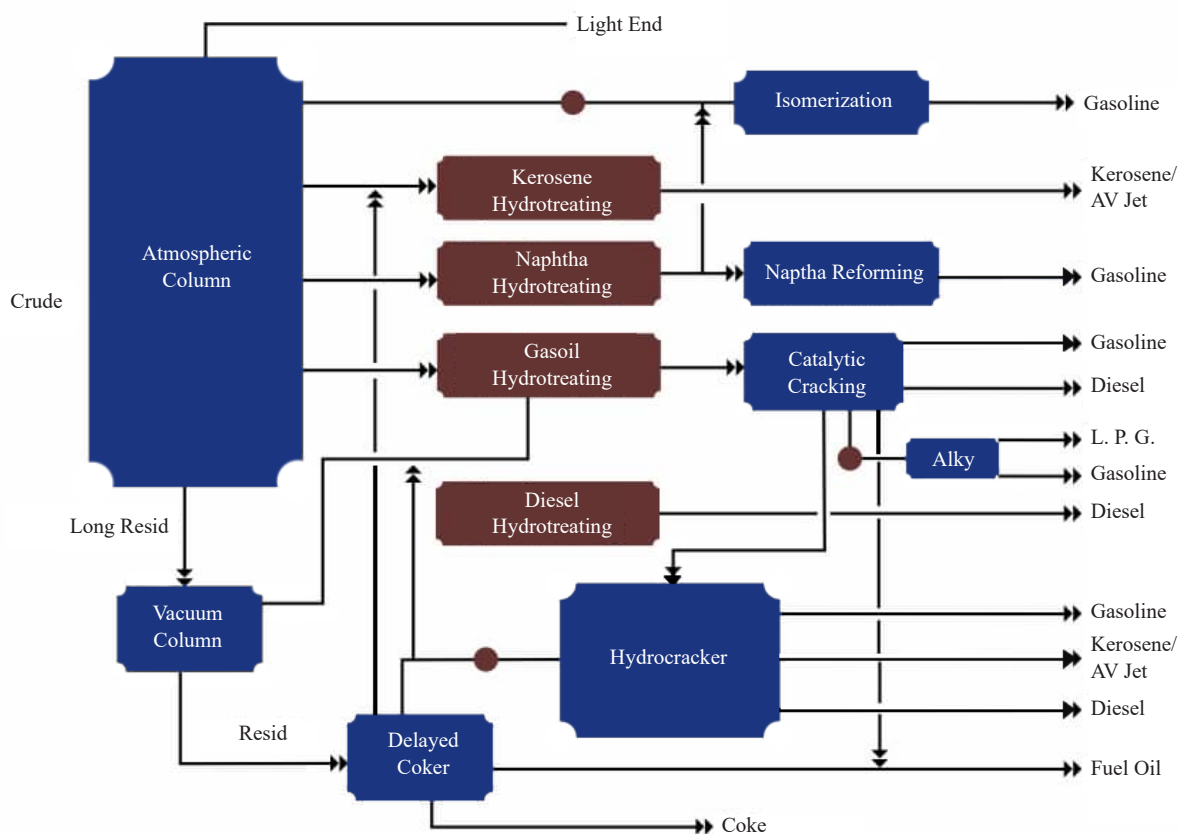 Light End
Isomerization
Gasoline
Kerosene
Hydrotreating
Kerosene/
AV Jet
Atmospheric
Column
Naphtha
Hydrotreating
Naptha Reforming
Gasoline
Crude
Gasoil
Hydrotreating
Catalytic
Cracking
Gasoline
Diesel
L. P. G.
Alky
Gasoline
Diesel
Hydrotreating
Diesel
Long Resid
Vacuum
Column
Hydrocracker
Gasoline
Kerosene/
AV Jet
Diesel
Resid
Delayed
Coker
Fuel Oil
Coke